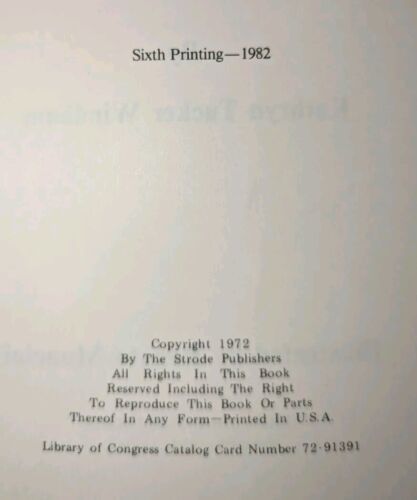 Sixth Printing—1982
Copyright 1972
By The Strode Publishers
All Rights In This Book
Reserved Including The Right
To Reproduce This Book Or Parts
Thereof In Any Form—Printed In U.S.A.
Library of Congress Catalog Card Number 72-91391